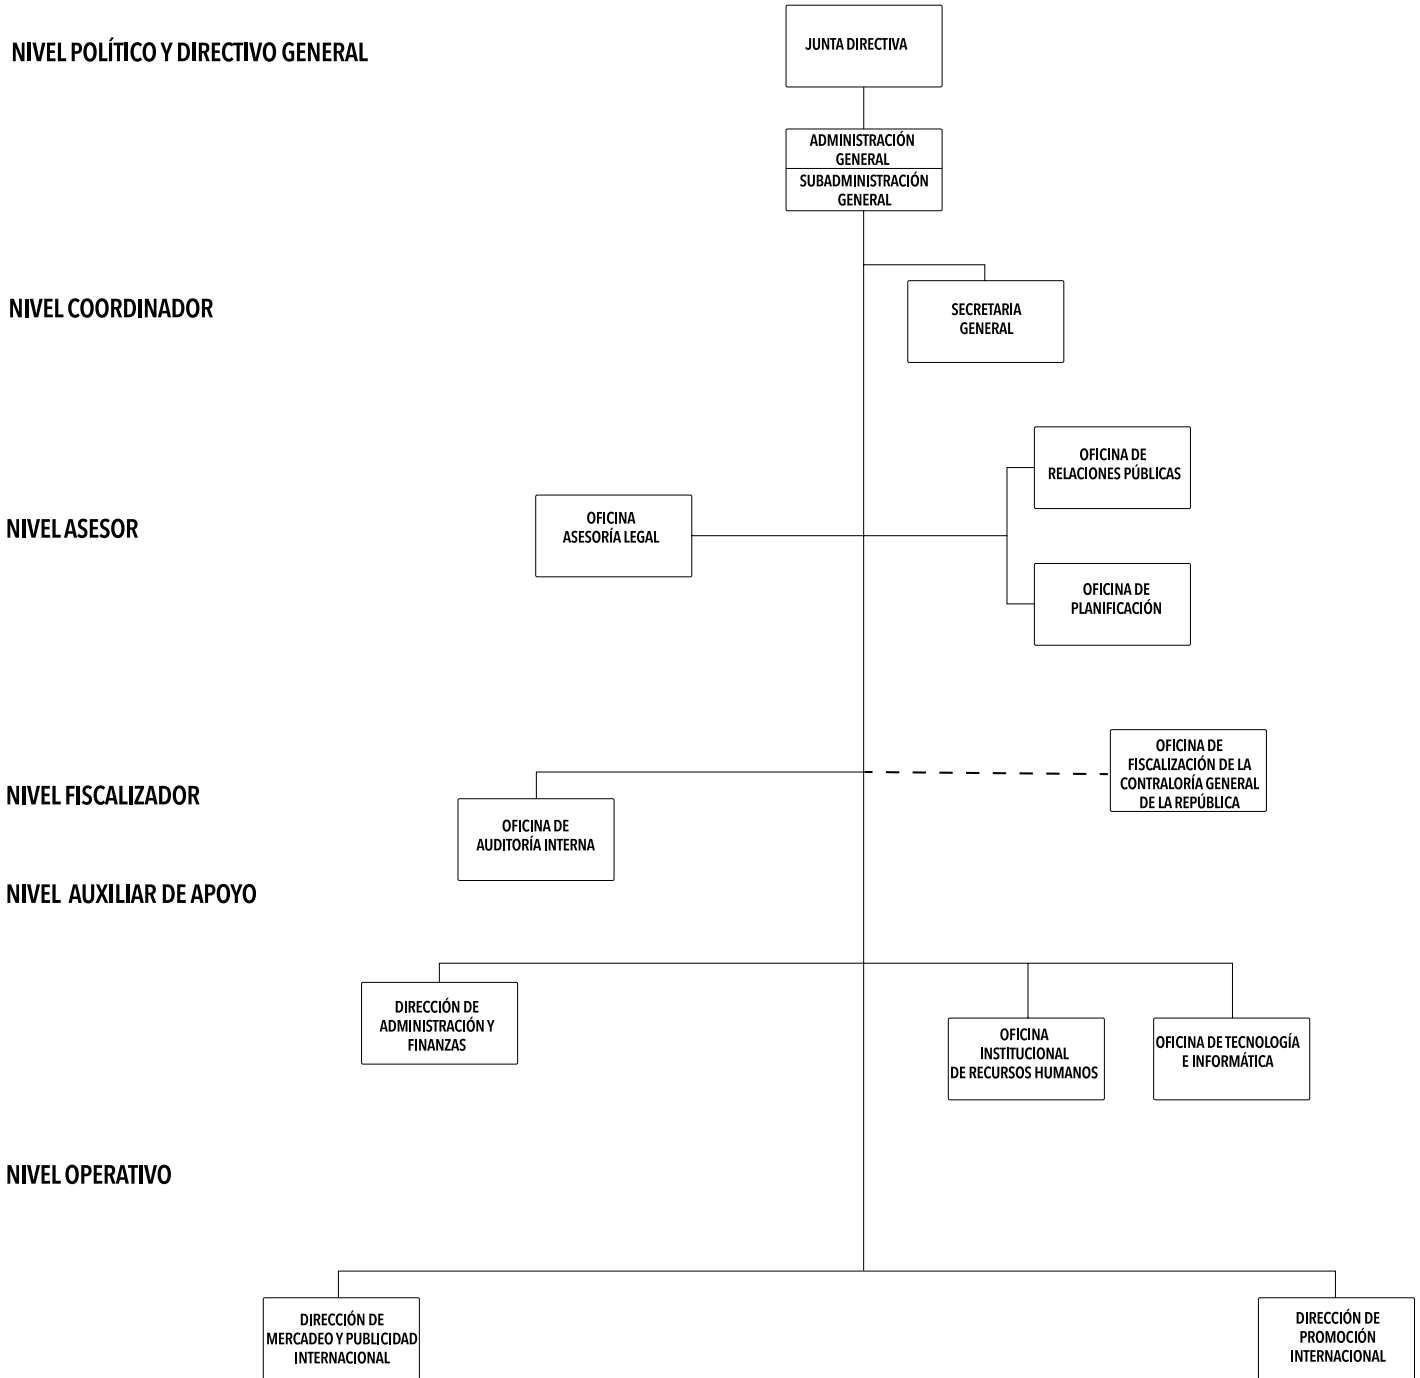 NIVEL POLÍTICO Y DIRECTIVO GENERAL
JUNTA DIRECTIVA
ADMINISTRACIÓN
GENERAL
SUBADMINISTRACIÓN
GENERAL
NIVEL COORDINADOR
SECRETARIA
GENERAL
NIVEL ASESOR
OFICINA
ASESORÍA LEGAL
OFICINA DE
RELACIONES PÚBLICAS
OFICINA DE
PLANIFICACIÓN
NIVEL FISCALIZADOR
OFICINA DE
AUDITORÍA INTERNA
OFICINA DE
FISCALIZACIÓN DE LA
CONTRALORÍA GENERAL
DE LA REPÚBLICA
NIVEL AUXILIAR DE APOYO
DIRECCIÓN DE
ADMINISTRACIÓN Y
FINANZAS
OFICINA
INSTITUCIONAL
DE RECURSOS HUMANOS
OFICINA DE TECNOLOGÍA
E INFORMÁTICA
NIVEL OPERATIVO
DIRECCIÓN DE
MERCADEO Y PUBLICIDAD
INTERNACIONAL
DIRECCIÓN DE
PROMOCIÓN
INTERNACIONAL